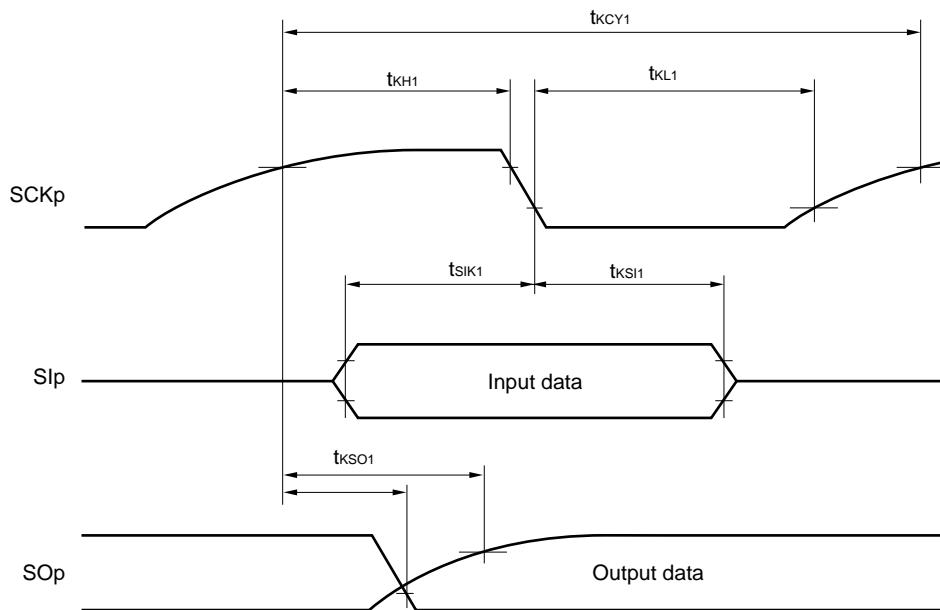 tKCY1
tKH1
tKL1
SCKp
tSIK1
tKSI1
SIp
Input data
tKSO1
SOp
Output data